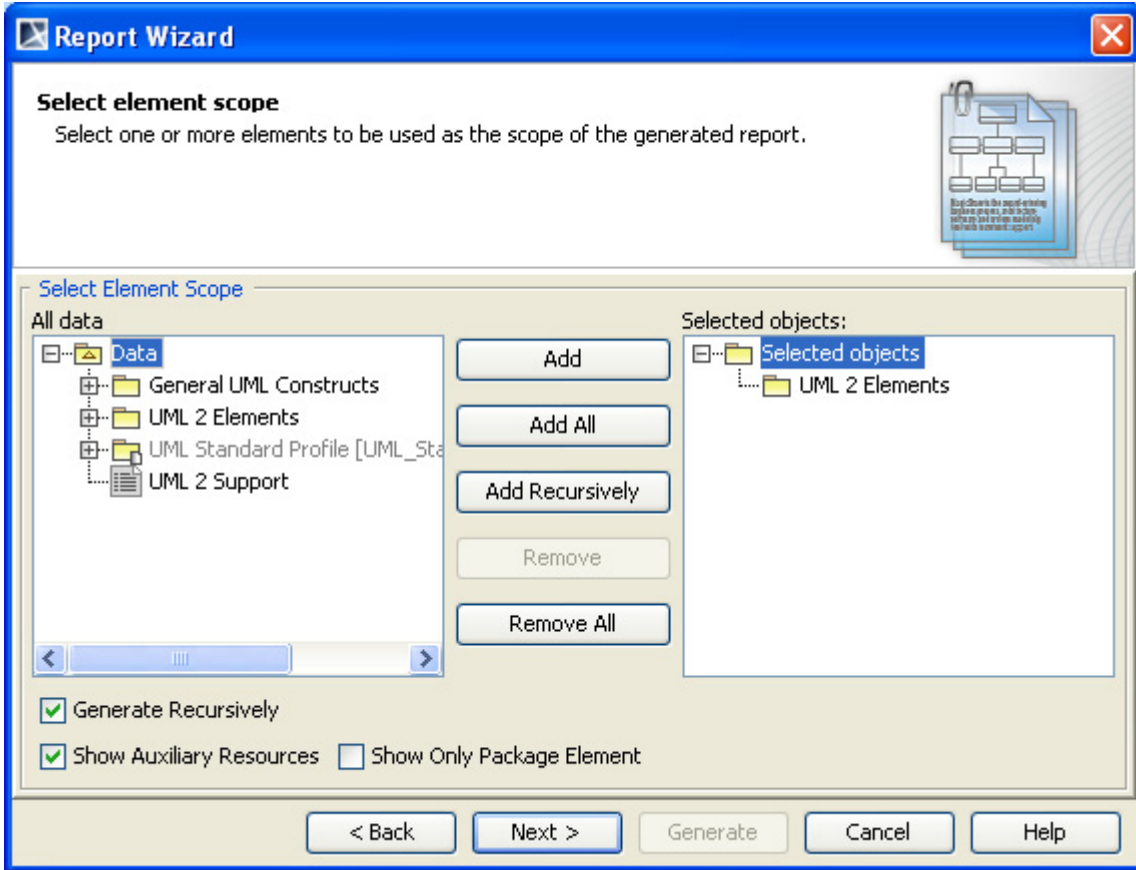 Report Wizard
Select element scope
Select one or more elements to be used as the scope of the generated report.
Select Element Scope
All data
Data
General UML Constructs
UML 2 Elements
UML Standard Profile [UML_Sta
UML 2 Support
Add
Add All
Add Recursively
Remove
Remove All
Selected objects:
Selected objects
UML 2 Elements
Generate Recursively
Show Auxiliary Resources
Show Only Package Element
< Back
Next >
Generate
Cancel
Help